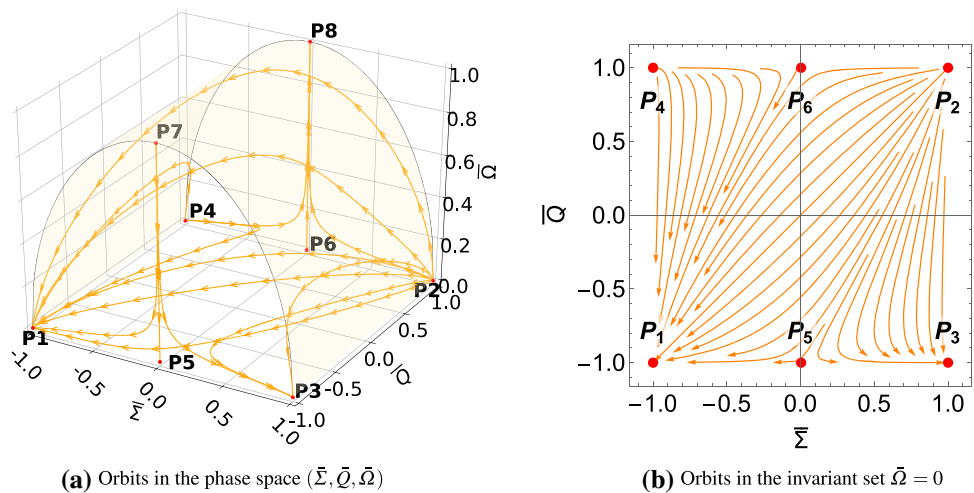 P8
P7
P4
P6
P2
P1
P5
P3
1.0
0.8
0.6
0.4
0.2
0.0
Ω̅
-1.0
-0.5
0.0
0.5
1.0
Σ̅
-1.0
-0.5
0.0
0.5
1.0
Q̅
(a) Orbits in the phase space (Σ̄, Q̄, Ω̄)
1.0
0.5
0.0
−0.5
−1.0
Q̅
P4 P6 P2
P1 P5 P3
−1.0 −0.5 0.0 0.5 1.0
Σ̅
(b) Orbits in the invariant set Ω̄ = 0